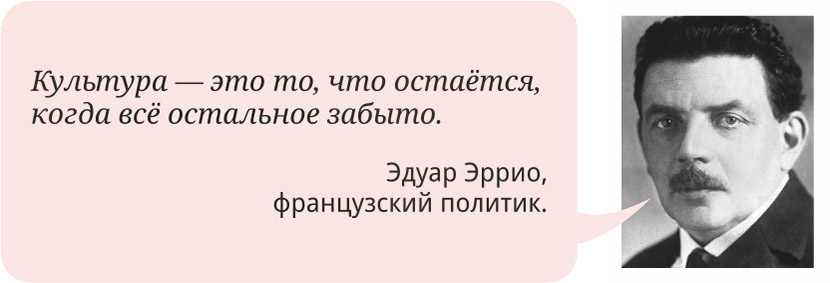 Культура — это то, что остаётся,
когда всё остальное забыто.
Эдуар Эррио,
французский политик.